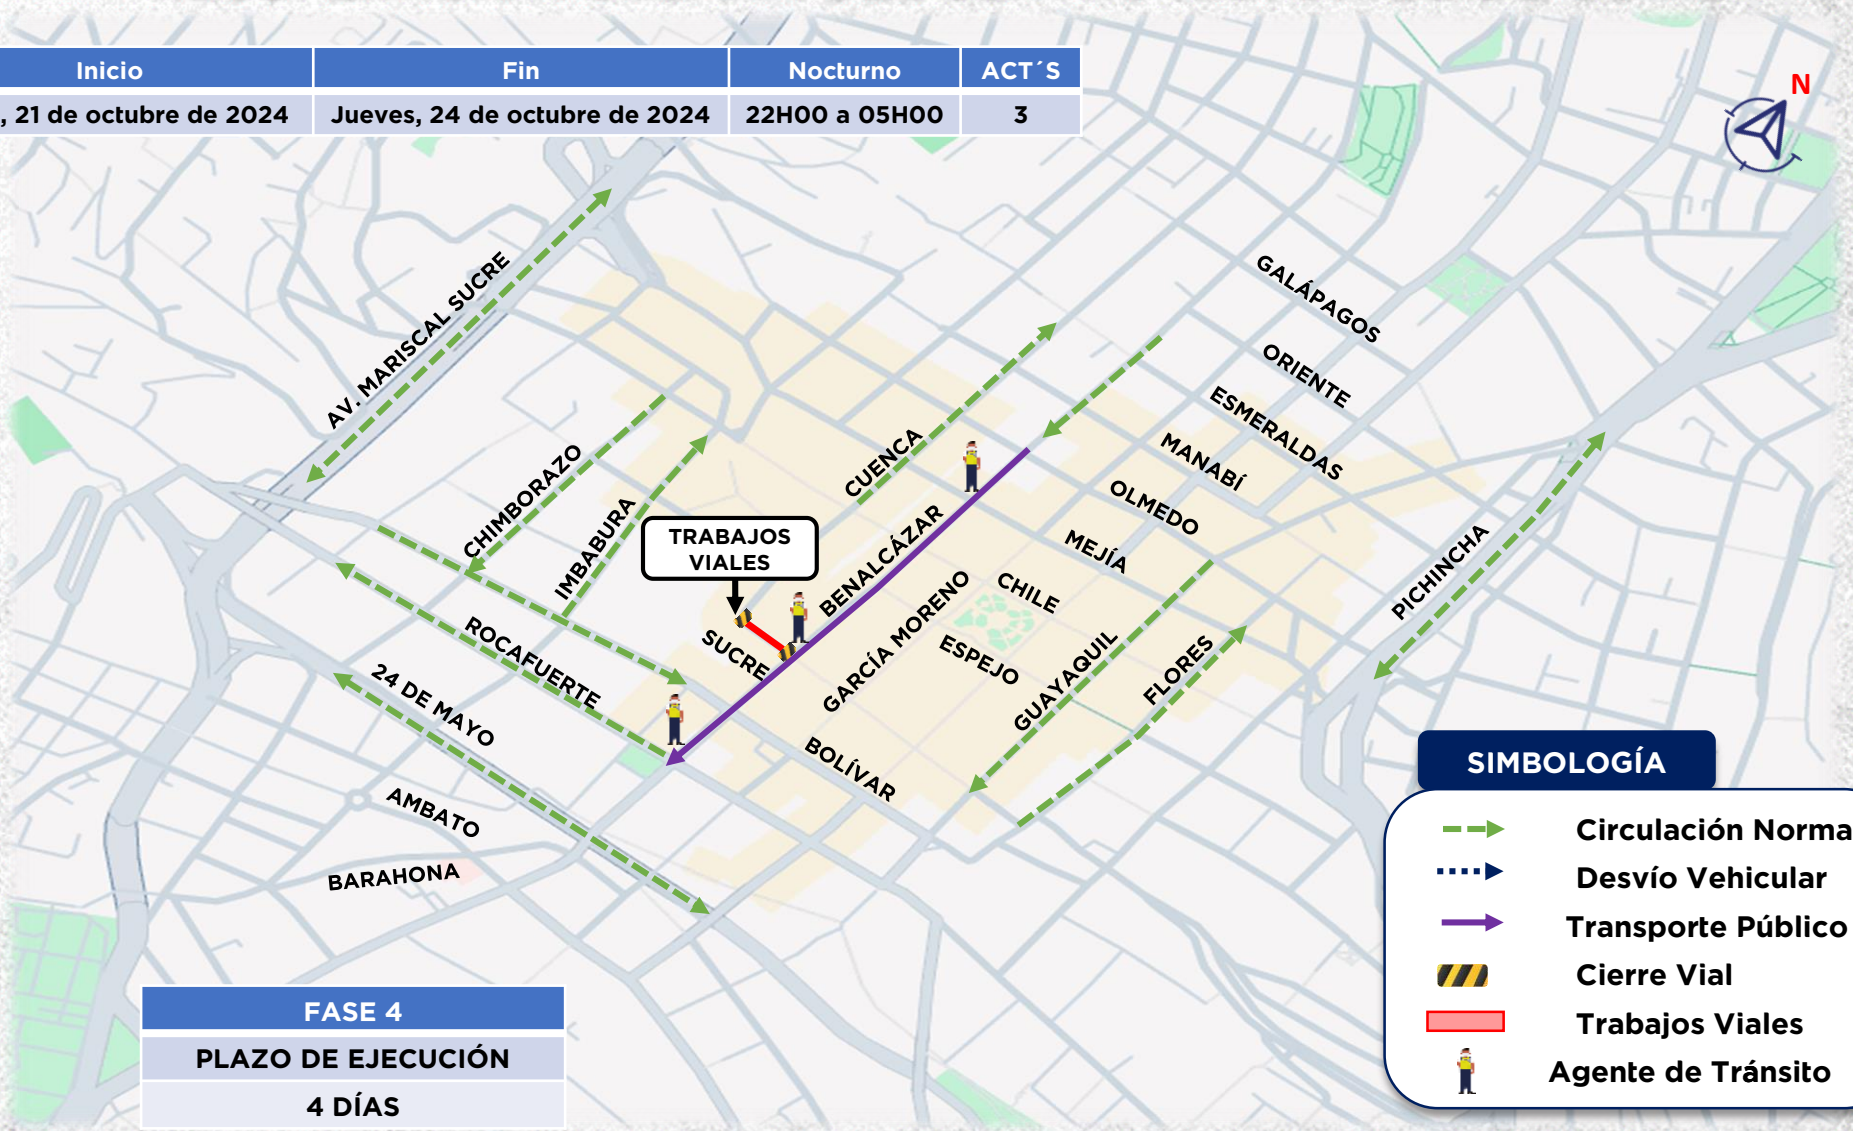 Inicio Fin Nocturno ACT´S
, 21 de octubre de 2024 Jueves, 24 de octubre de 2024 22H00 a 05H00 3
N
AV. MARISCAL SUCRE
GALÁPAGOS
ORIENTE
ESMERALDAS
MANABÍ
OLMEDO
MEJÍA
CUENCA
CHIMBORAZO
IMBABURA
TRABAJOS
VIALES
BENALCÁZAR
GARCÍA MORENO
CHILE
ESPEJO
SUCRE
PICHINCHA
GUAYAQUIL
FLORES
ROCAFUERTE
24 DE MAYO
BOLÍVAR
AMBATO
BARAHONA
SIMBOLOGÍA
Circulación Norma
Desvío Vehicular
Transporte Público
Cierre Vial
Trabajos Viales
Agente de Tránsito
FASE 4
PLAZO DE EJECUCIÓN
4 DÍAS